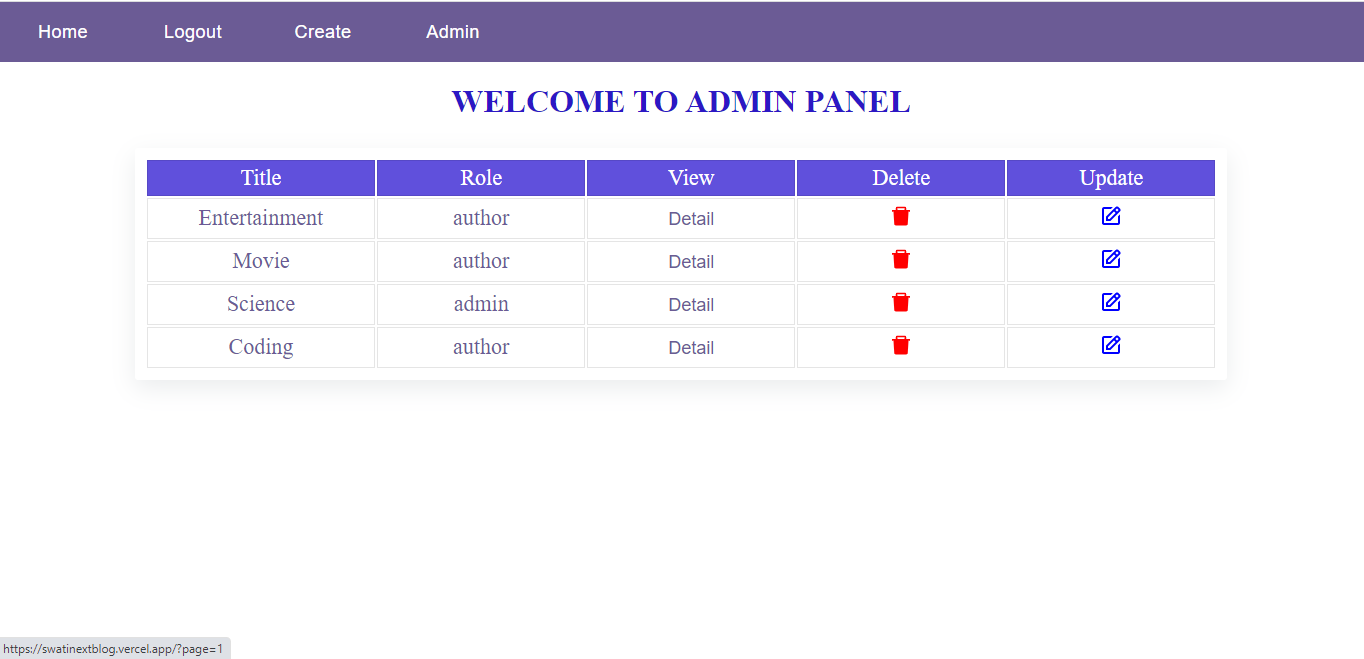 Home Logout Create Admin
WELCOME TO ADMIN PANEL
Title Role View Delete Update
Entertainment author Detail
Movie author Detail
Science admin Detail
Coding author Detail
https://swatinextblog.vercel.app/?page=1